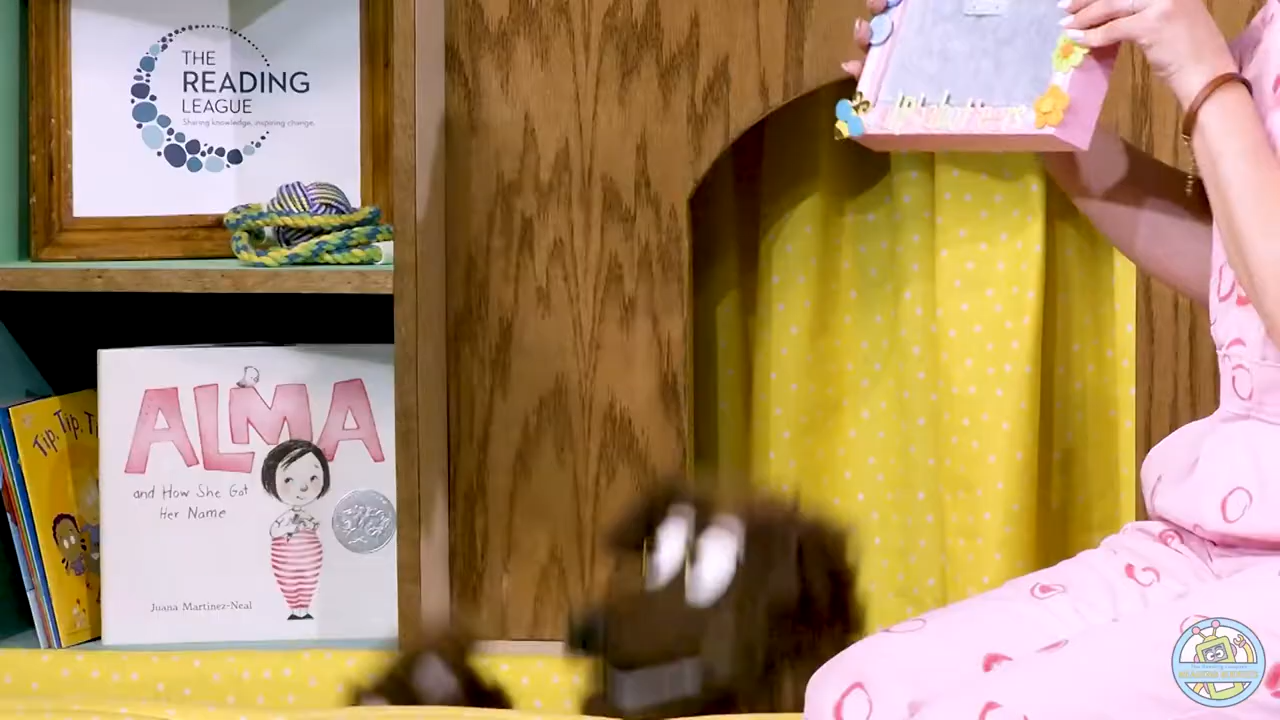 THE
READING
LEAGUE
Sharing knowledge, inspiring change.
Tip, Tip, T
ALMA
and How She Got
Her Name
Juana Martinez-Neal